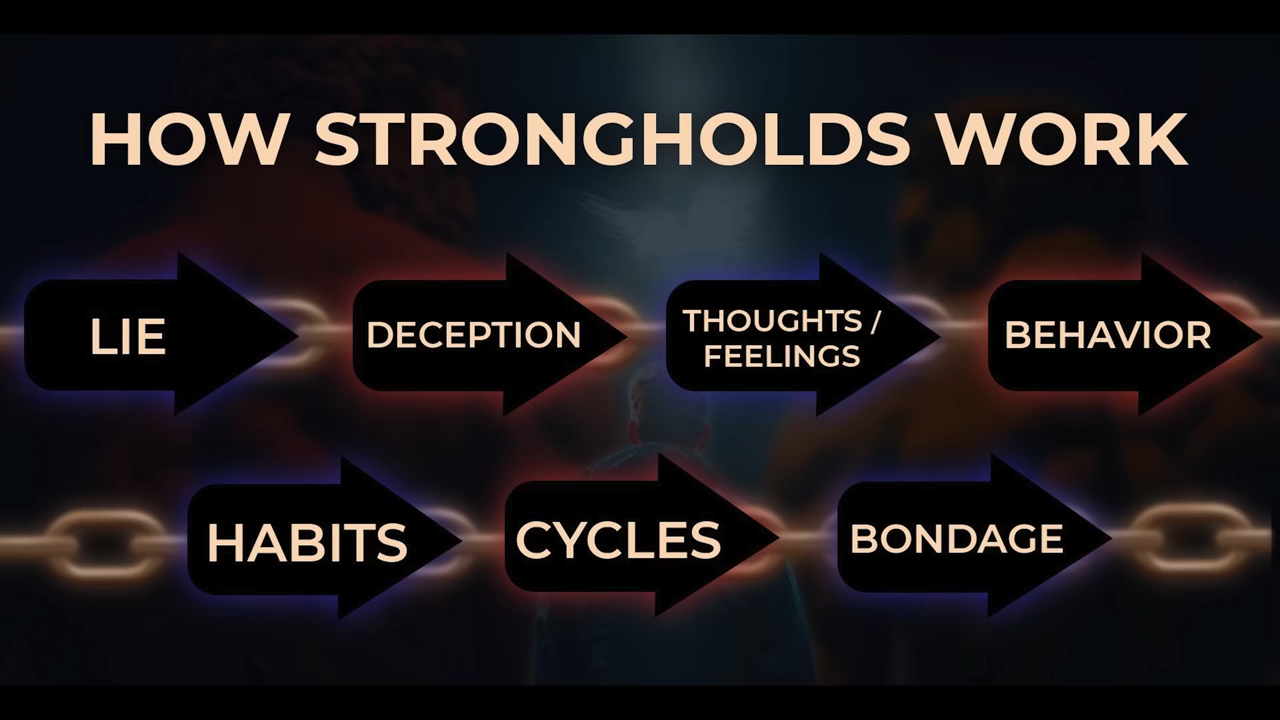 HOW STRONGHOLDS WORK
LIE
DECEPTION
THOUGHTS /
FEELINGS
BEHAVIOR
HABITS
CYCLES
BONDAGE